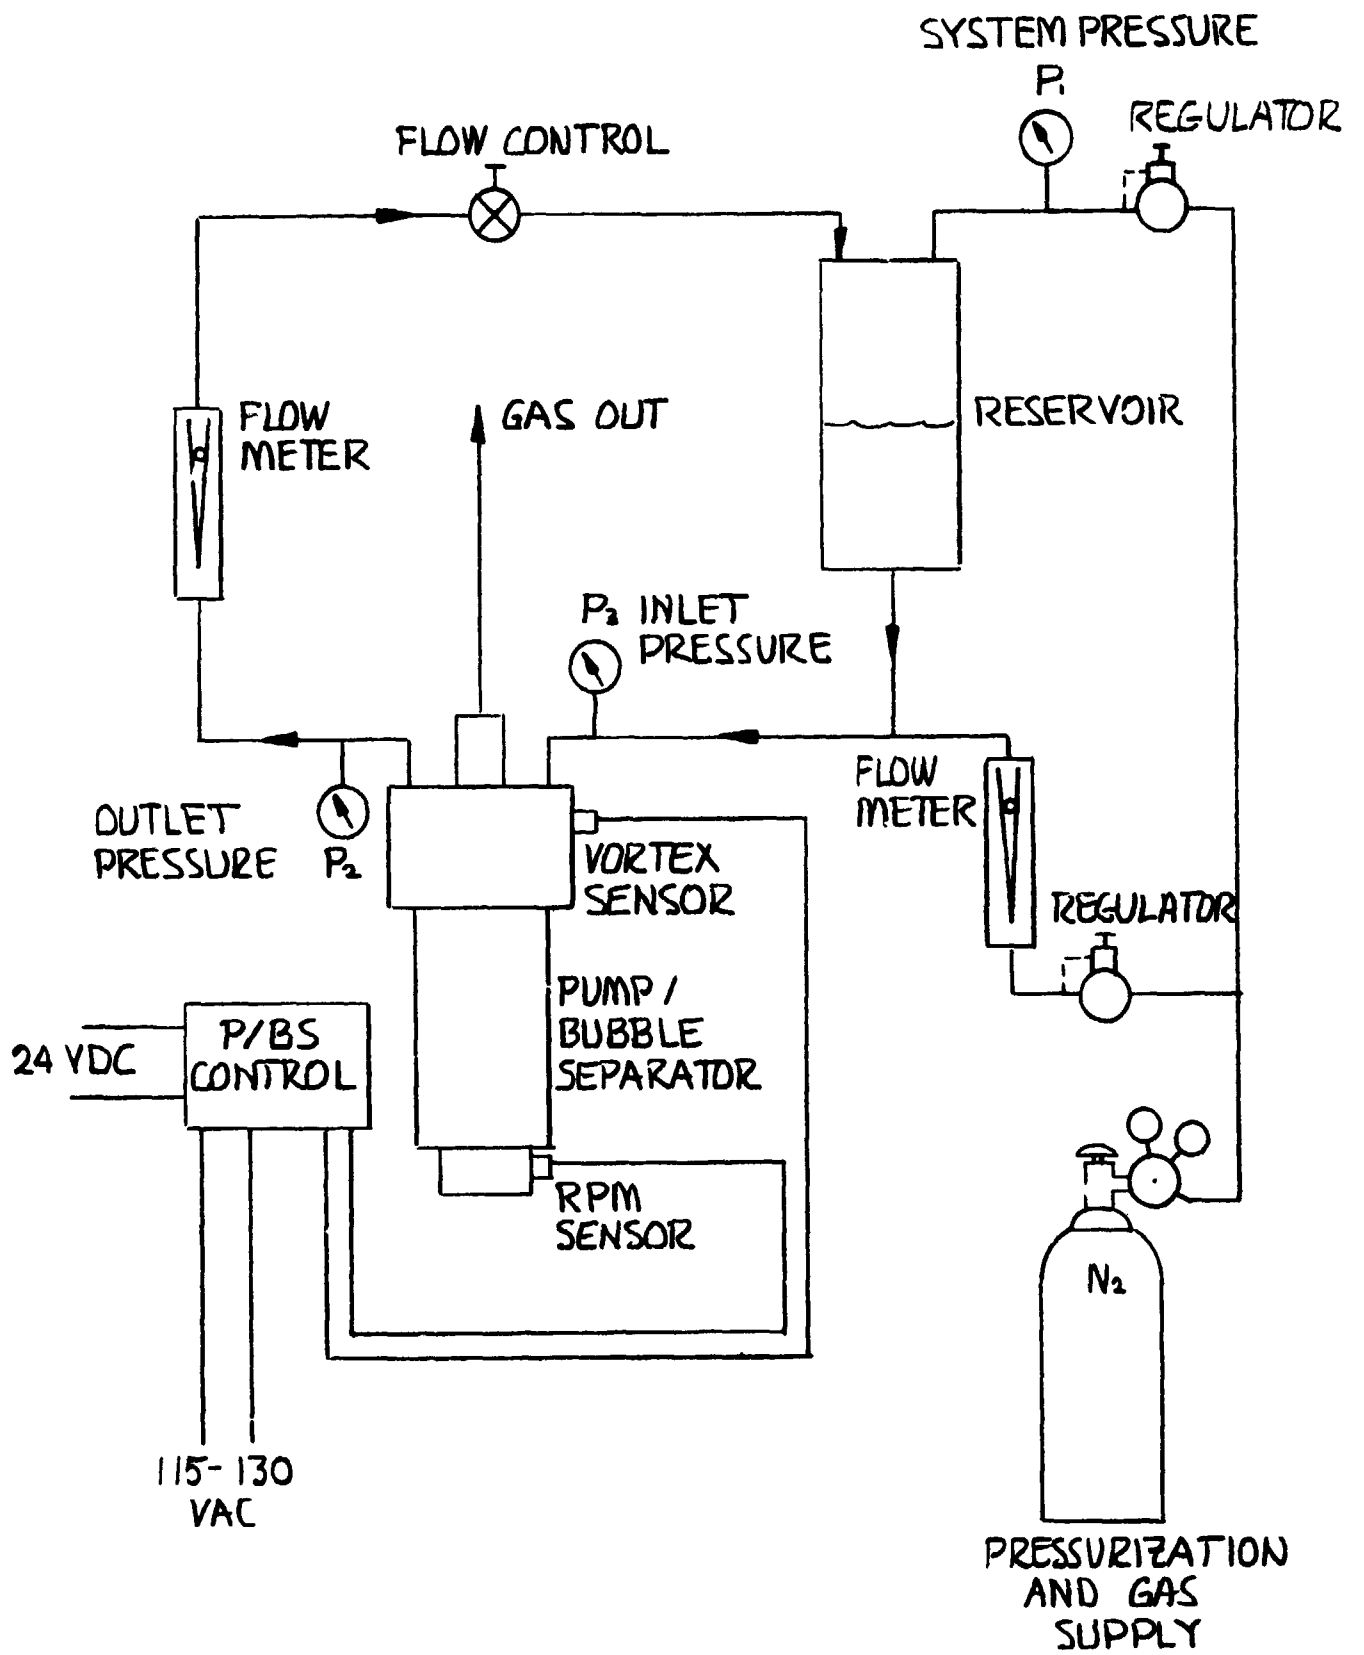 SYSTEM PRESSURE
P₁
REGULATOR
FLOW CONTROL
FLOW
METER
GAS OUT
RESERVOIR
P₃ INLET
PRESSURE
OUTLET
PRESSURE
P₂
VORTEX
SENSOR
FLOW
METER
REGULATOR
PUMP/
BUBBLE
SEPARATOR
24 VDC
P/BS
CONTROL
RPM
SENSOR
N₂
115-130
VAC
PRESSURIZATION
AND GAS
SUPPLY